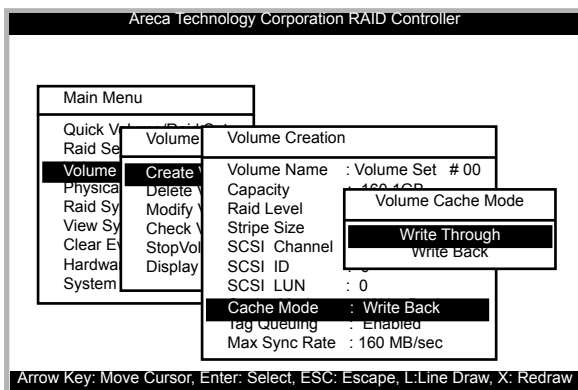 Areca Technology Corporation RAID Controller
Main Menu
Quick
Raid
Volume
Physica
Raid Sy
View Sy
Clear
Hardwa
System
Volume
Create
Delete
Modify
Check
StopVol
Display
Volume Creation
Volume Name : Volume Set # 00
Capacity : 160.1GB
Raid Level
Stripe Size
SCSI Channel
SCSI ID : 0
SCSI LUN : 0
Cache Mode : Write Back
Tag Queuing : Enabled
Max Sync Rate : 160 MB/sec
Volume Cache Mode
Write Through
Write Back
Arrow Key: Move Cursor, Enter: Select, ESC: Escape, L:Line Draw, X: Redraw